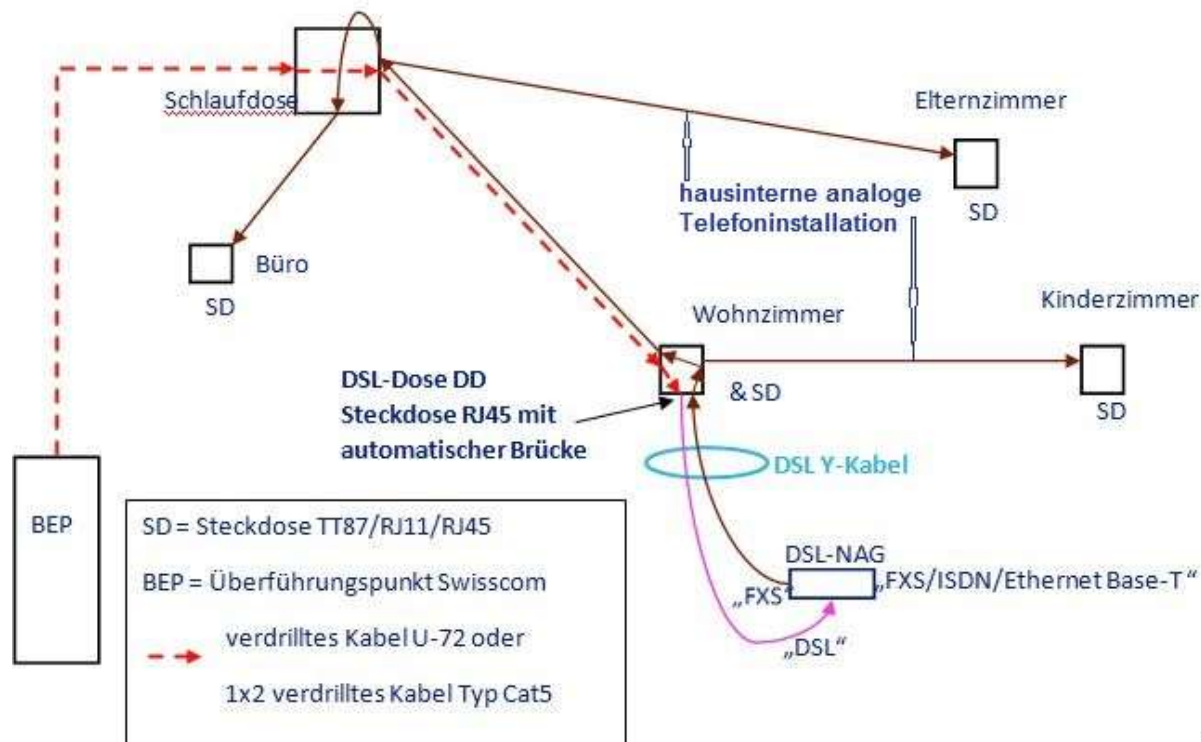 Schlaufdose
Elternzimmer
SD
hausinterne analoge
Telefoninstallation
Büro
SD
Wohnzimmer
Kinderzimmer
DSL-Dose DD
Steckdose RJ45 mit
automatischer Brücke
& SD
SD
DSL Y-Kabel
BEP
SD = Steckdose TT87/RJ11/RJ45
BEP = Überführungspunkt Swisscom
verdrilltes Kabel U-72 oder
1x2 verdrilltes Kabel Typ Cat5
DSL-NAG
„FXS“
„FXS/ISDN/Ethernet Base-T“
„DSL“